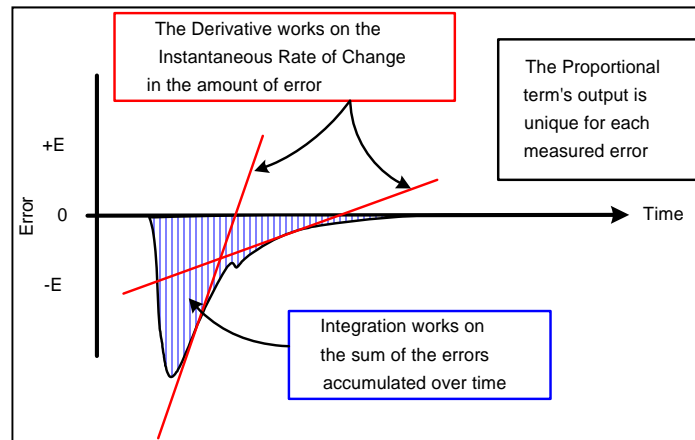 The Derivative works on the
Instantaneous Rate of Change
in the amount of error
The Proportional
term's output is
unique for each
measured error
+E
0
-E
Error
Time
Integration works on
the sum of the errors
accumulated over time